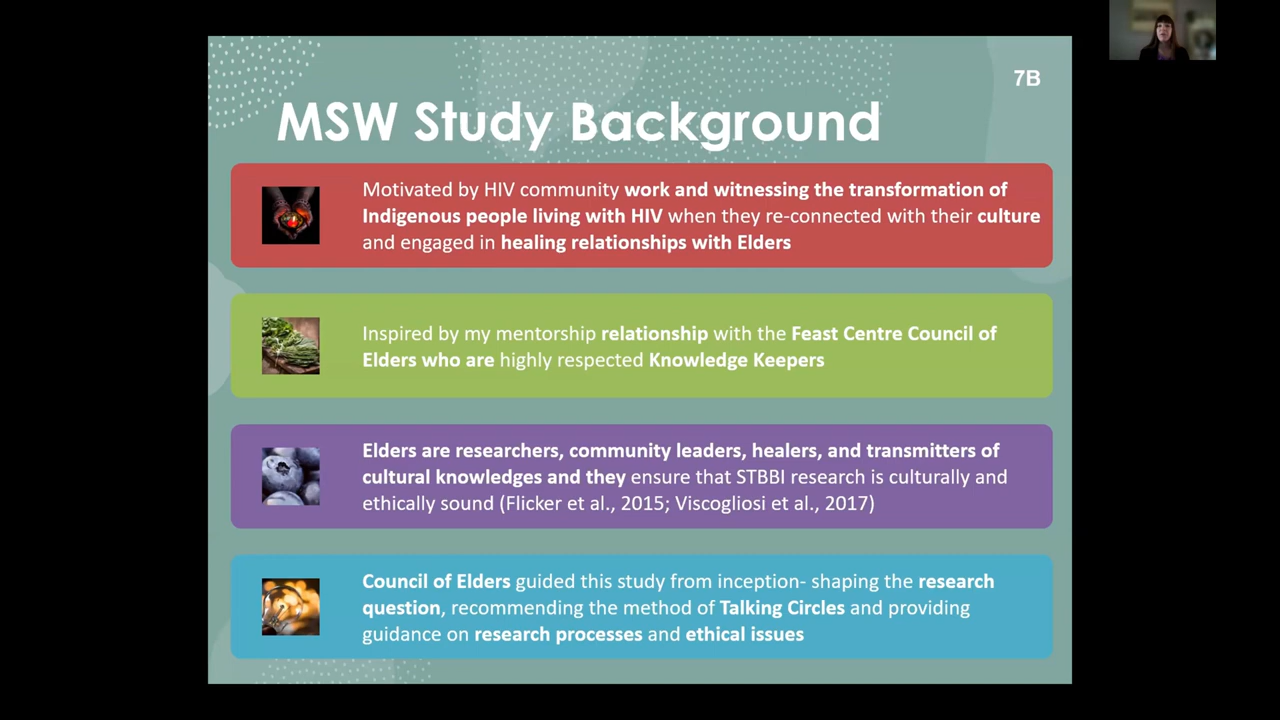 7B
MSW Study Background
Motivated by HIV community work and witnessing the transformation of
Indigenous people living with HIV when they re-connected with their culture
and engaged in healing relationships with Elders
Inspired by my mentorship relationship with the Feast Centre Council of
Elders who are highly respected Knowledge Keepers
Elders are researchers, community leaders, healers, and transmitters of
cultural knowledges and they ensure that STBBI research is culturally and
ethically sound (Flicker et al., 2015; Viscogliosi et al., 2017)
Council of Elders guided this study from inception- shaping the research
question, recommending the method of Talking Circles and providing
guidance on research processes and ethical issues